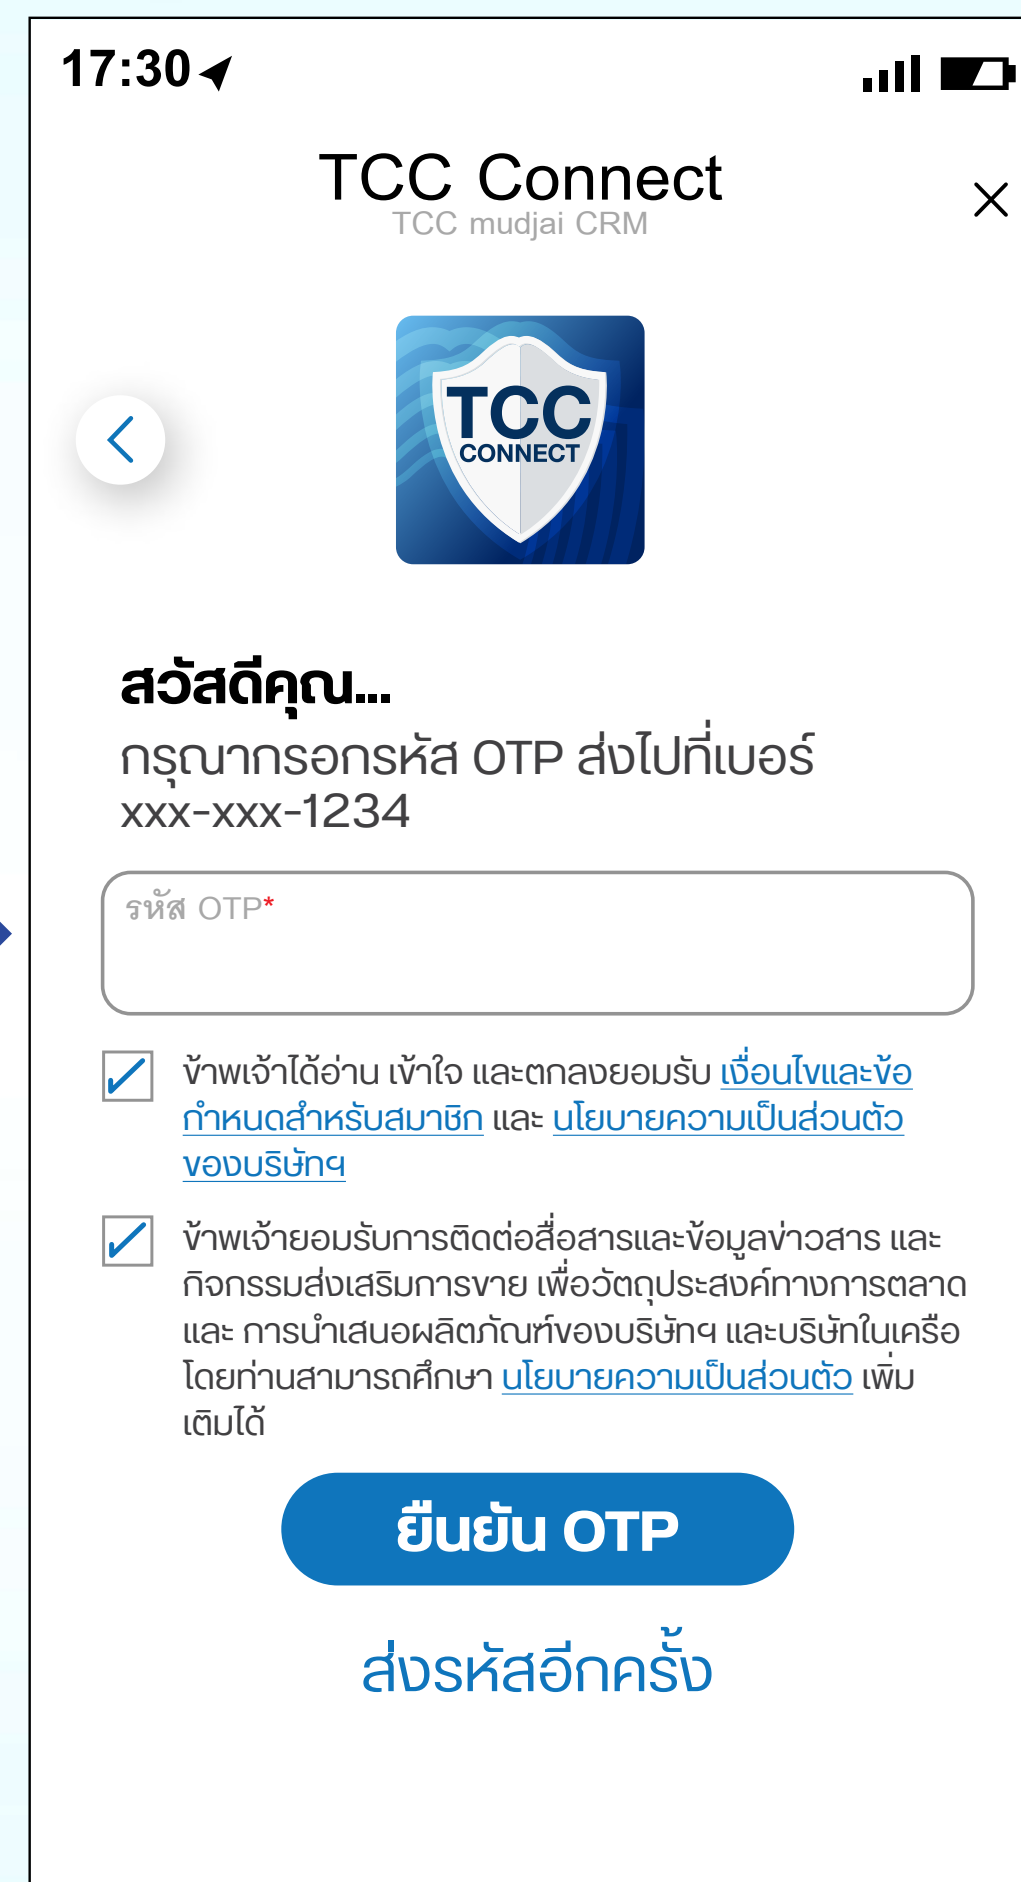 17:30
TCC Connect
TCC mudjai CRM
TCC
CONNECT
สวัสดีคุณ...
กรุณากรอกรหัส OTP ส่งไปที่เบอร์
xxx-xxx-1234
รหัส OTP*
ข้าพเจ้าได้อ่าน เข้าใจ และตกลงยอมรับ เงื่อนไขและข้อ
กำหนดสำหรับสมาชิก และ นโยบายความเป็นส่วนตัว
ของบริษัทฯ
ข้าพเจ้ายอมรับการติดต่อสื่อสารและข้อมูลข่าวสาร และ
กิจกรรมส่งเสริมการขาย เพื่อวัตถุประสงค์ทางการตลาด
และ การนำเสนอผลิตภัณฑ์ของบริษัทฯ และบริษัทในเครือ
โดยท่านสามารถศึกษา นโยบายความเป็นส่วนตัว เพิ่ม
เติมได้
ยืนยัน OTP
ส่งรหัสอีกครั้ง